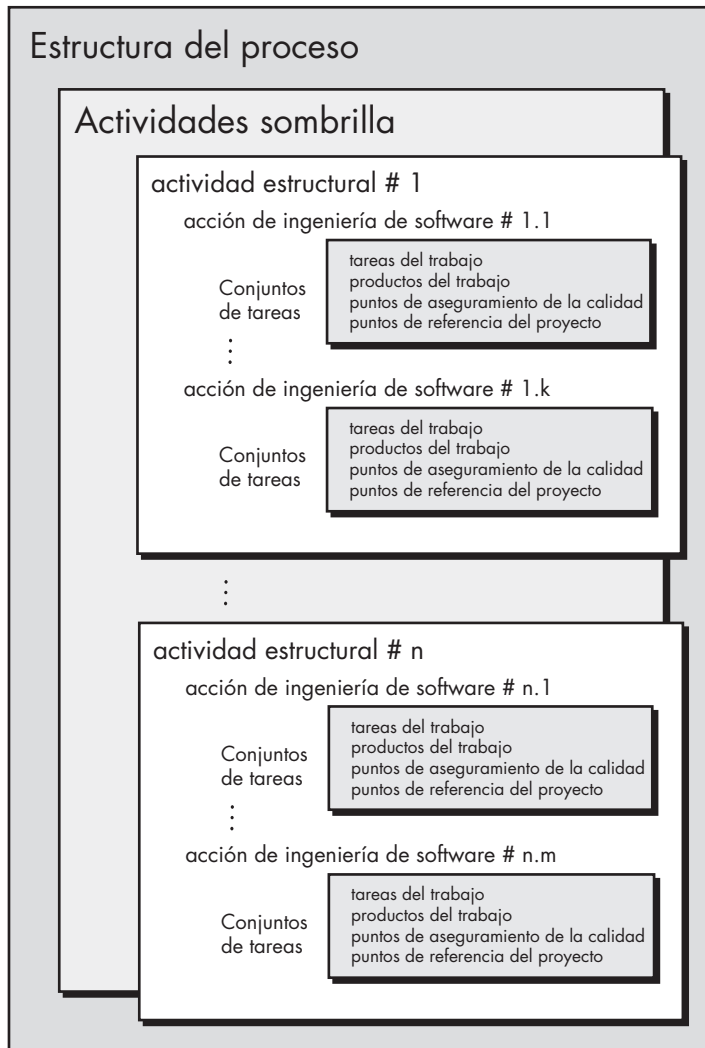 Estructura del proceso
Actividades sombrilla
actividad estructural # 1
acción de ingeniería de software # 1.1
Conjuntos
de tareas
tareas del trabajo
productos del trabajo
puntos de aseguramiento de la calidad
puntos de referencia del proyecto
acción de ingeniería de software # 1.k
Conjuntos
de tareas
tareas del trabajo
productos del trabajo
puntos de aseguramiento de la calidad
puntos de referencia del proyecto
actividad estructural # n
acción de ingeniería de software # n.1
Conjuntos
de tareas
tareas del trabajo
productos del trabajo
puntos de aseguramiento de la calidad
puntos de referencia del proyecto
acción de ingeniería de software # n.m
Conjuntos
de tareas
tareas del trabajo
productos del trabajo
puntos de aseguramiento de la calidad
puntos de referencia del proyecto